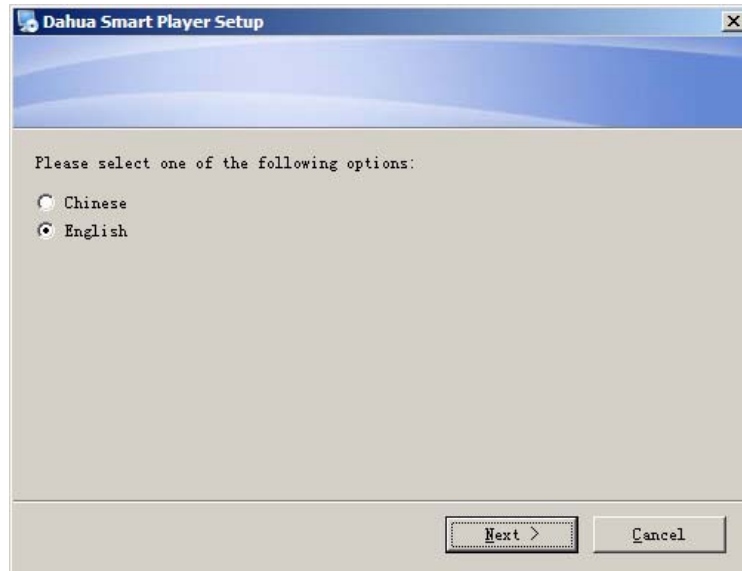 Dahua Smart Player Setup
Please select one of the following options:
Chinese
English
Next >
Cancel